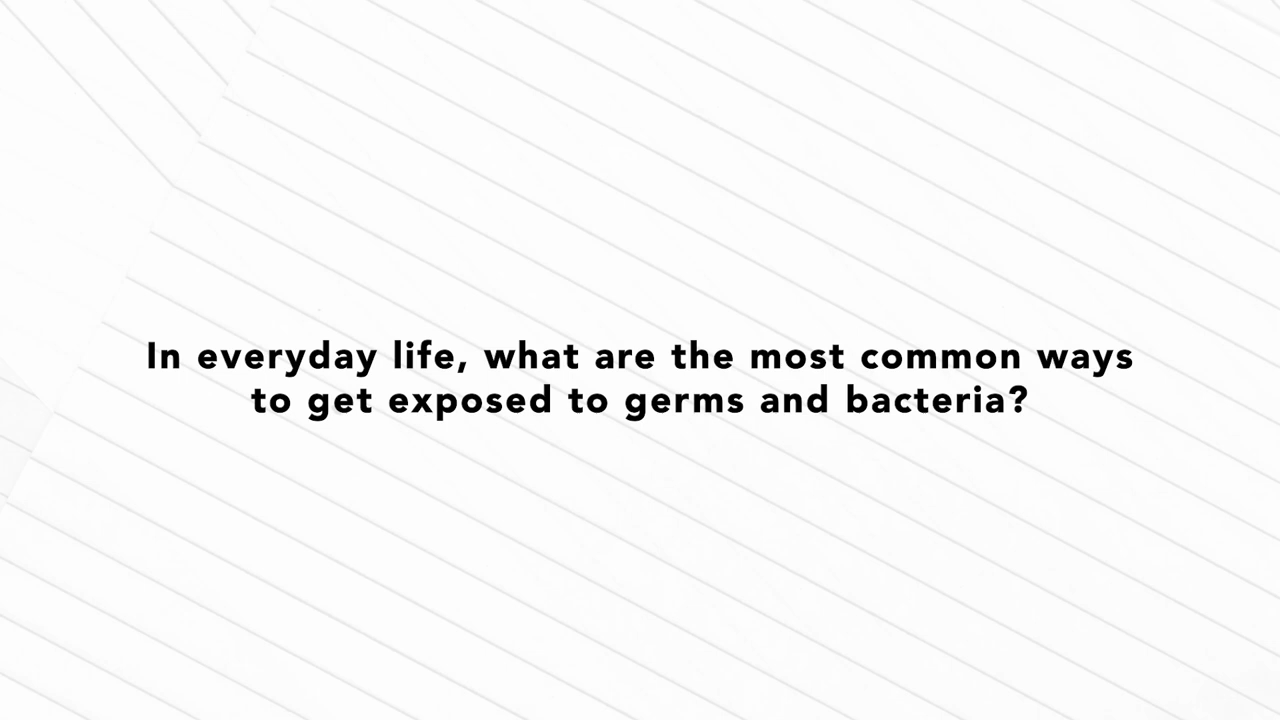 In everyday life, what are the most common ways
to get exposed to germs and bacteria?